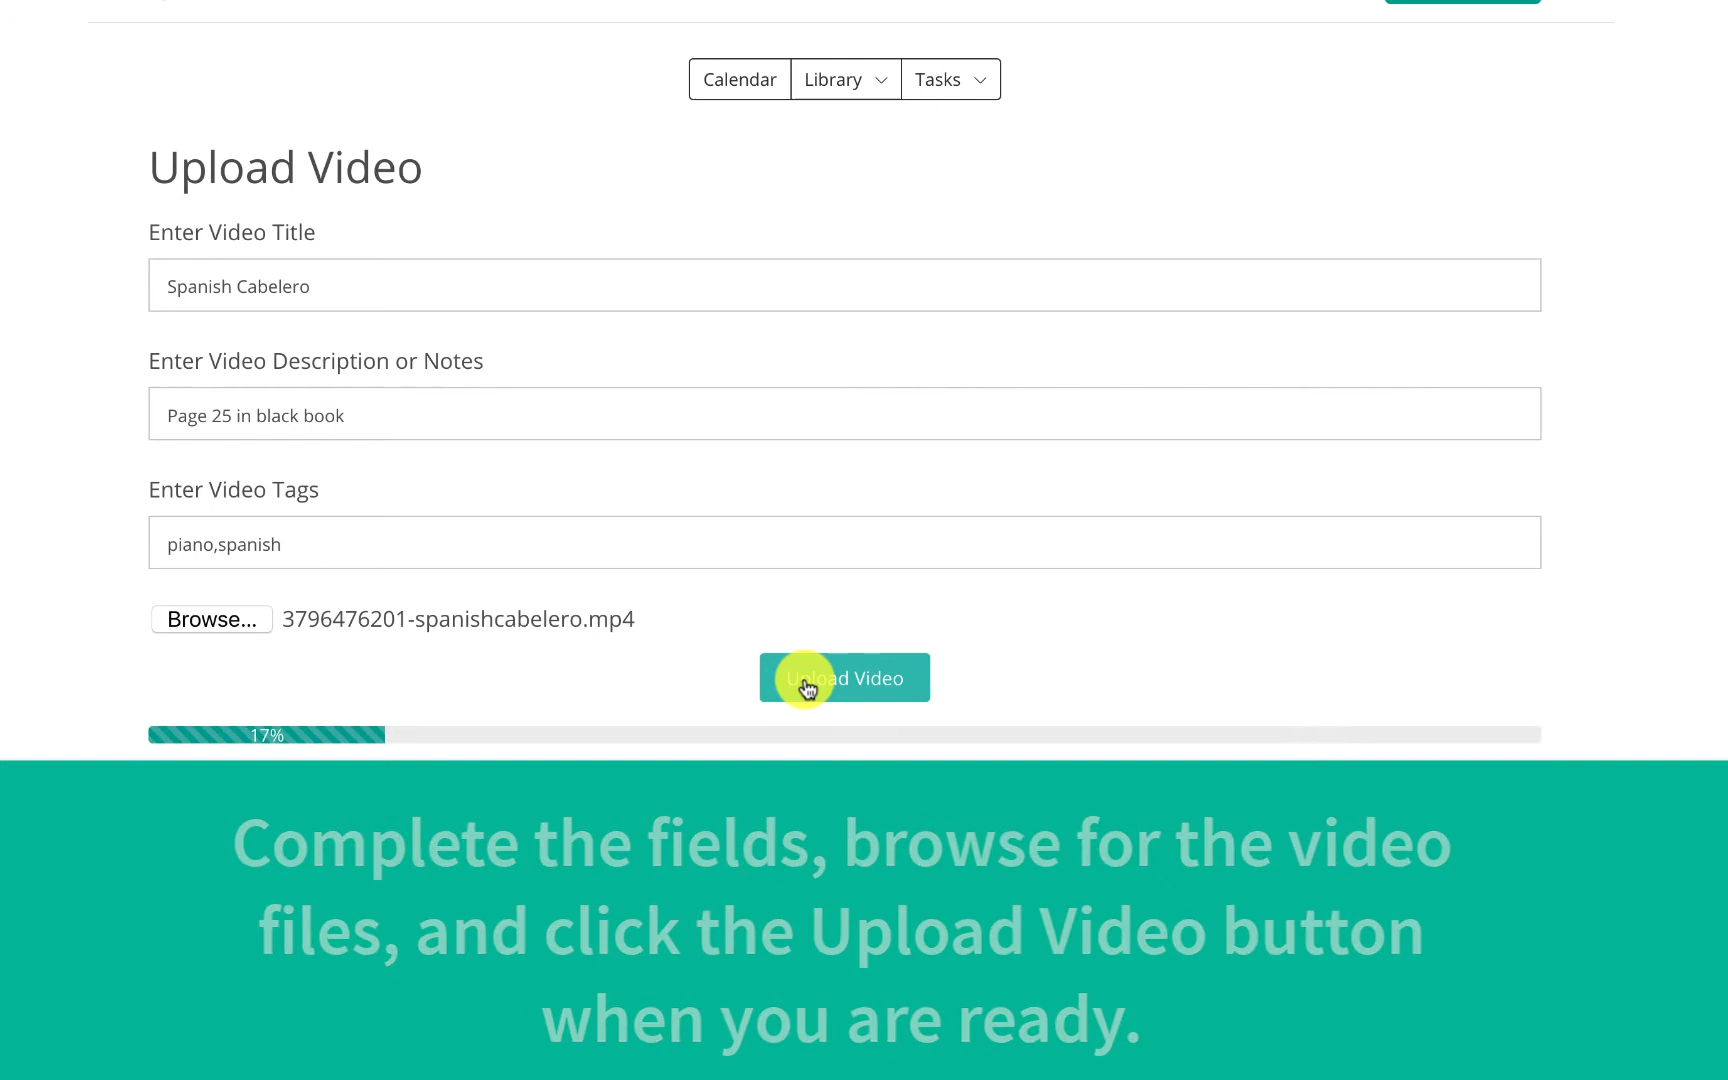 Calendar Library Tasks
Upload Video
Enter Video Title
Spanish Cabelero
Enter Video Description or Notes
Page 25 in black book
Enter Video Tags
piano,spanish
Browse... 3796476201-spanishcabelero.mp4
Upload Video
17%
Complete the fields, browse for the video
files, and click the Upload Video button
when you are ready.